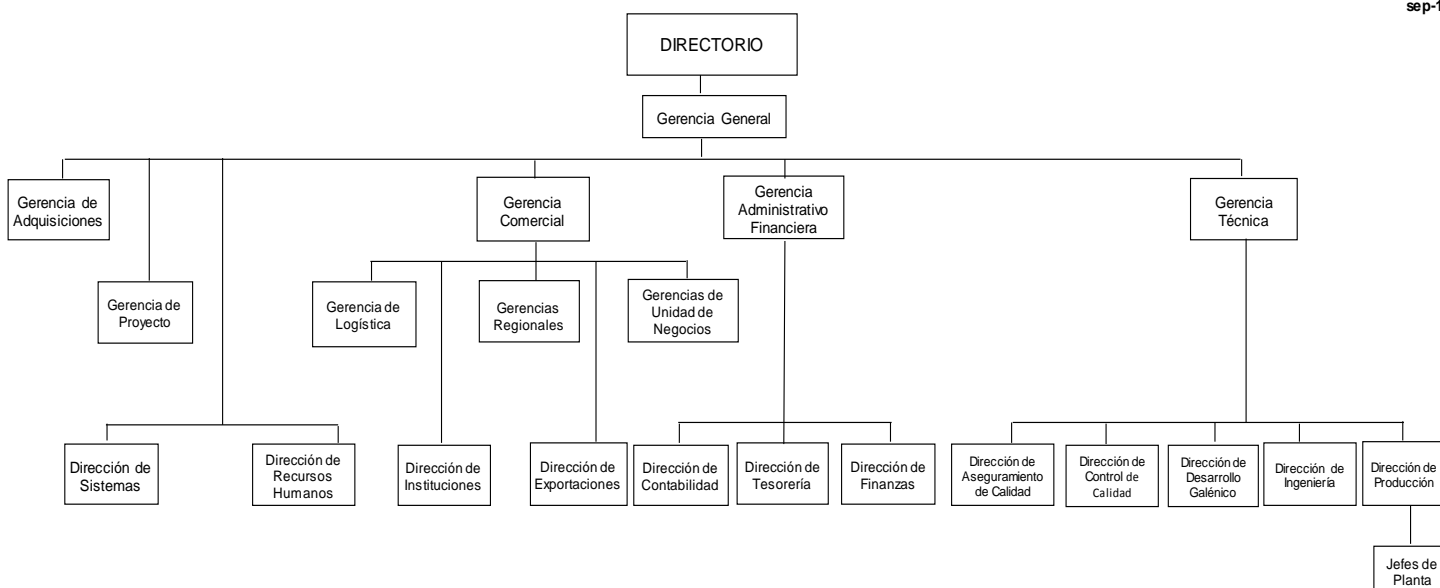 sep-1
DIRECTORIO
Gerencia General
Gerencia de
Adquisiciones
Gerencia
Comercial
Gerencia
Administrativo
Financiera
Gerencia
Técnica
Gerencia de
Proyecto
Gerencia de
Logística
Gerencias
Regionales
Gerencias de
Unidad de
Negocios
Dirección de
Sistemas
Dirección de
Recursos
Humanos
Dirección de
Instituciones
Dirección de
Exportaciones
Dirección de
Contabilidad
Dirección de
Tesorería
Dirección de
Finanzas
Dirección de
Aseguramiento
de Calidad
Dirección de
Control de
Calidad
Dirección de
Desarrollo
Galénico
Dirección de
Ingeniería
Dirección de
Producción
Jefes de
Planta